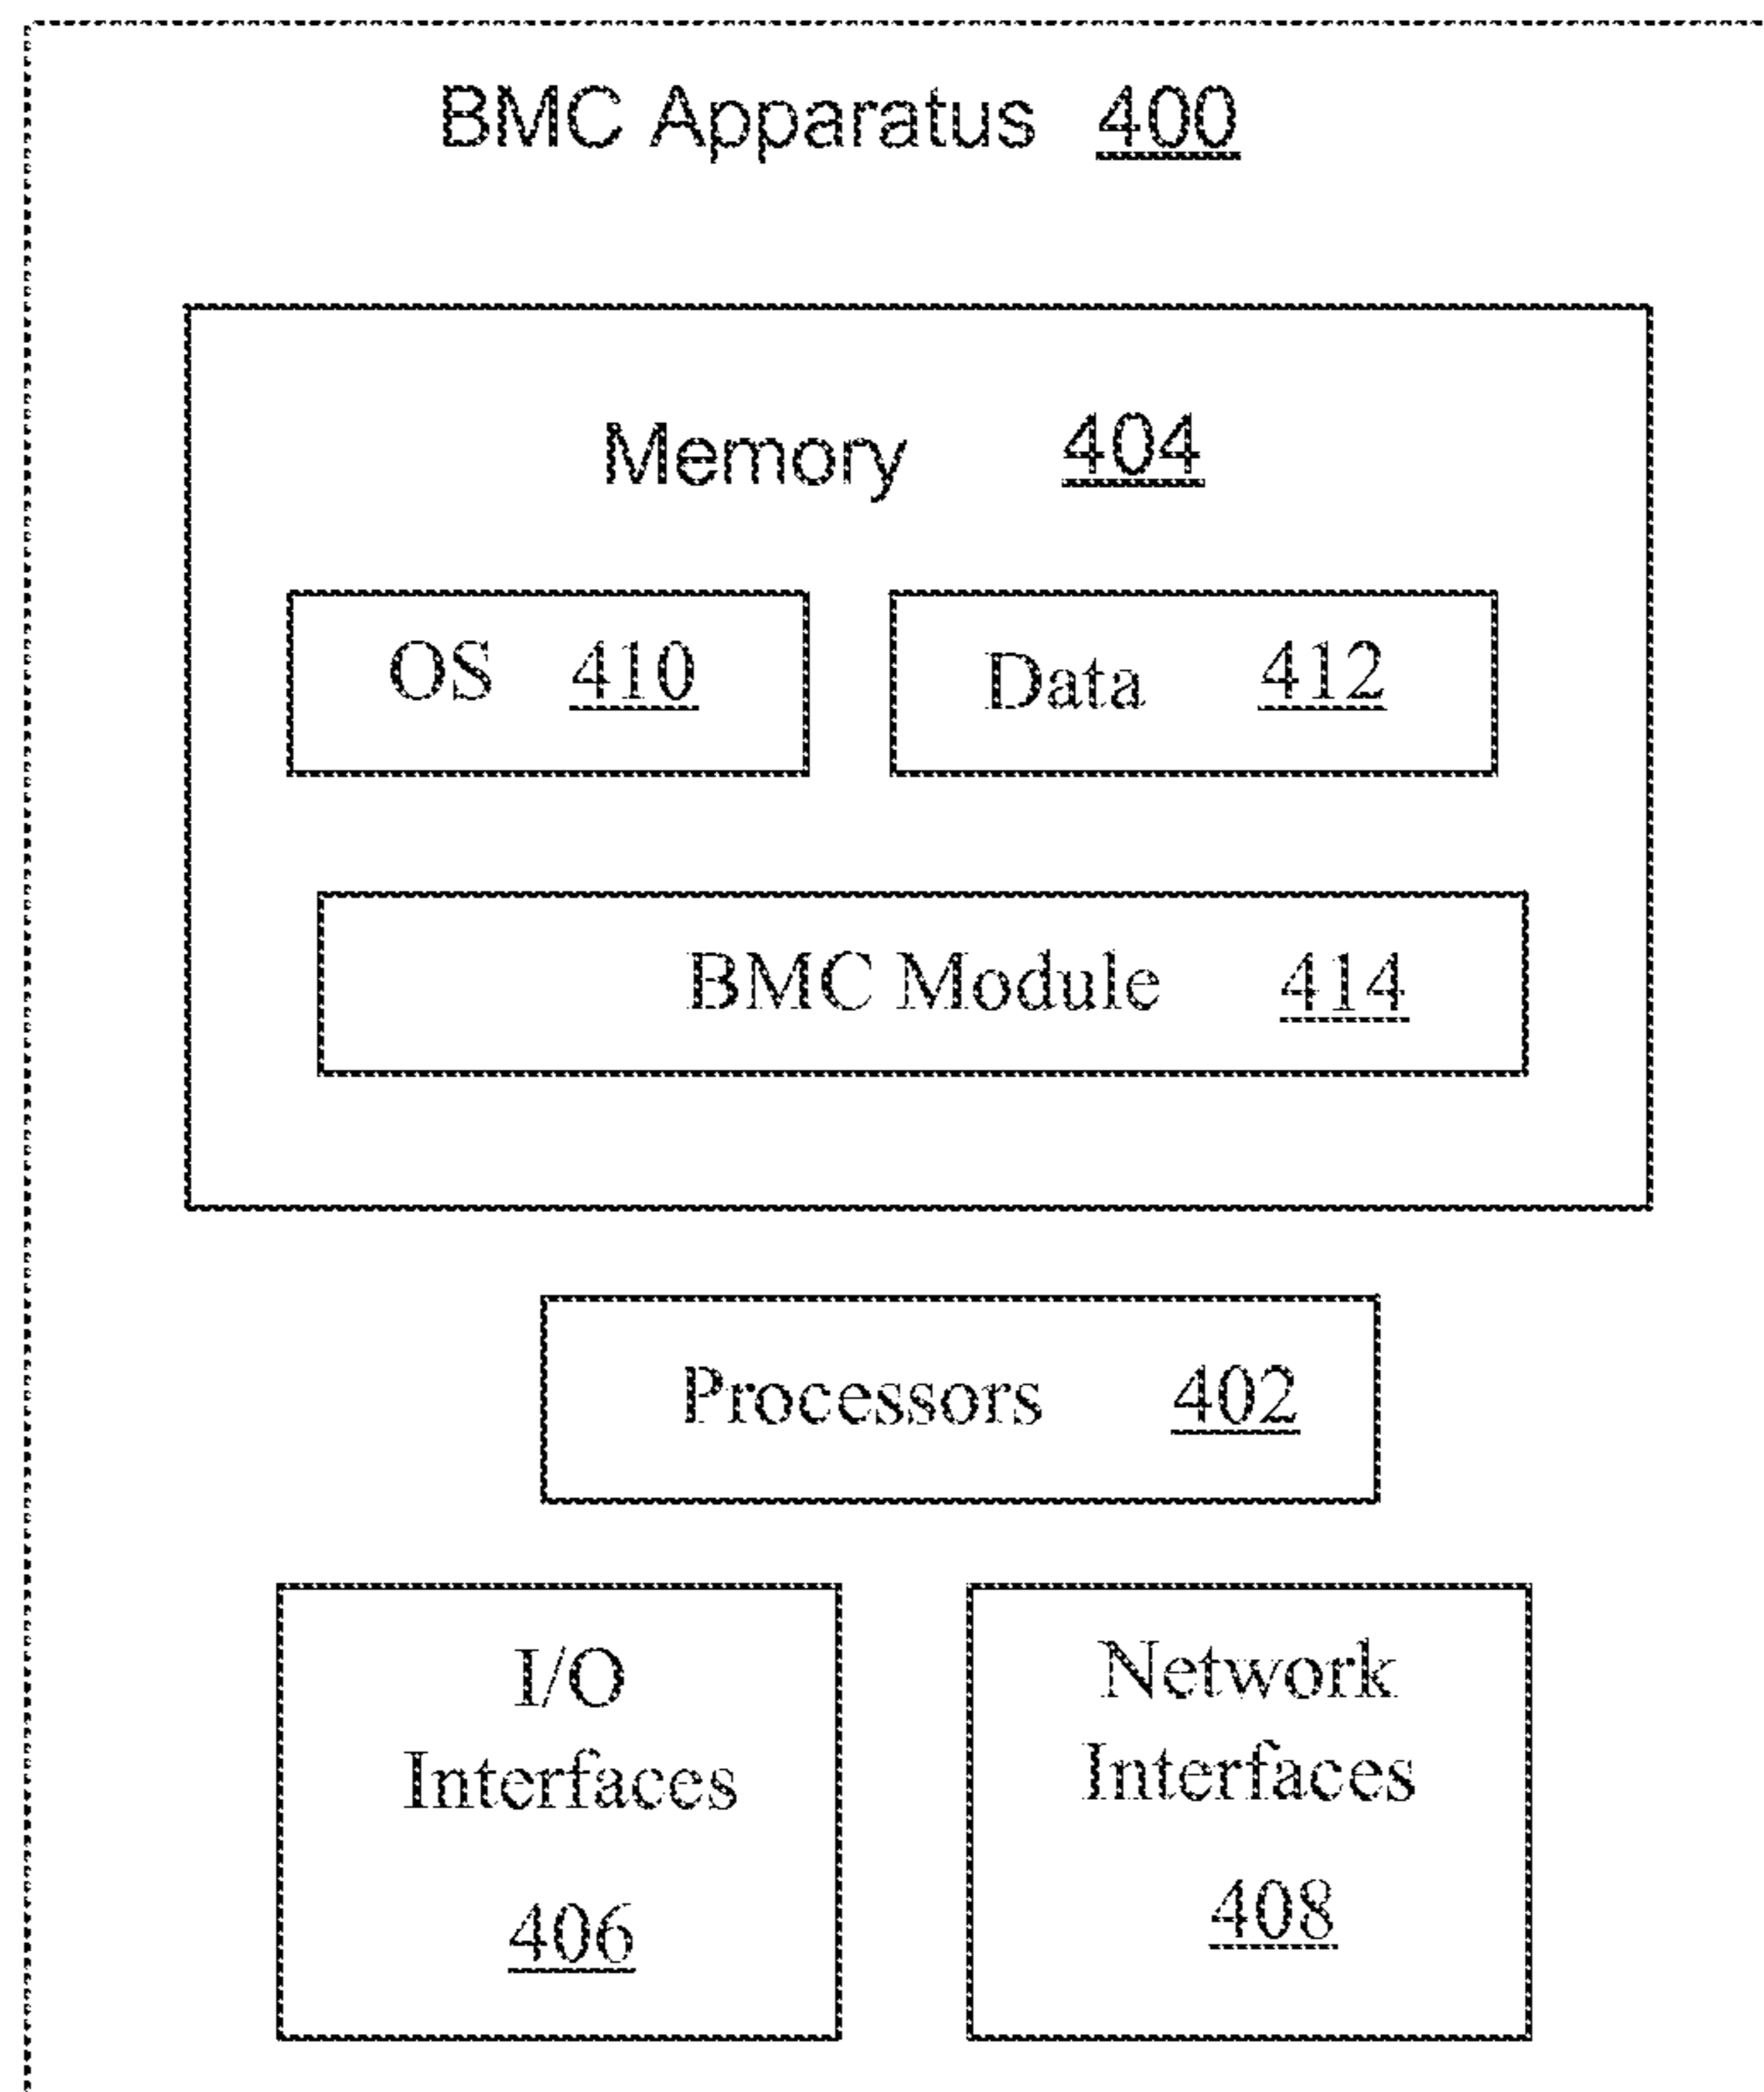 BMC Apparatus 400
Memory 404
OS 410
Data 412
BMC Module 414
Processors 402
I/O
Interfaces
406
Network
Interfaces
408